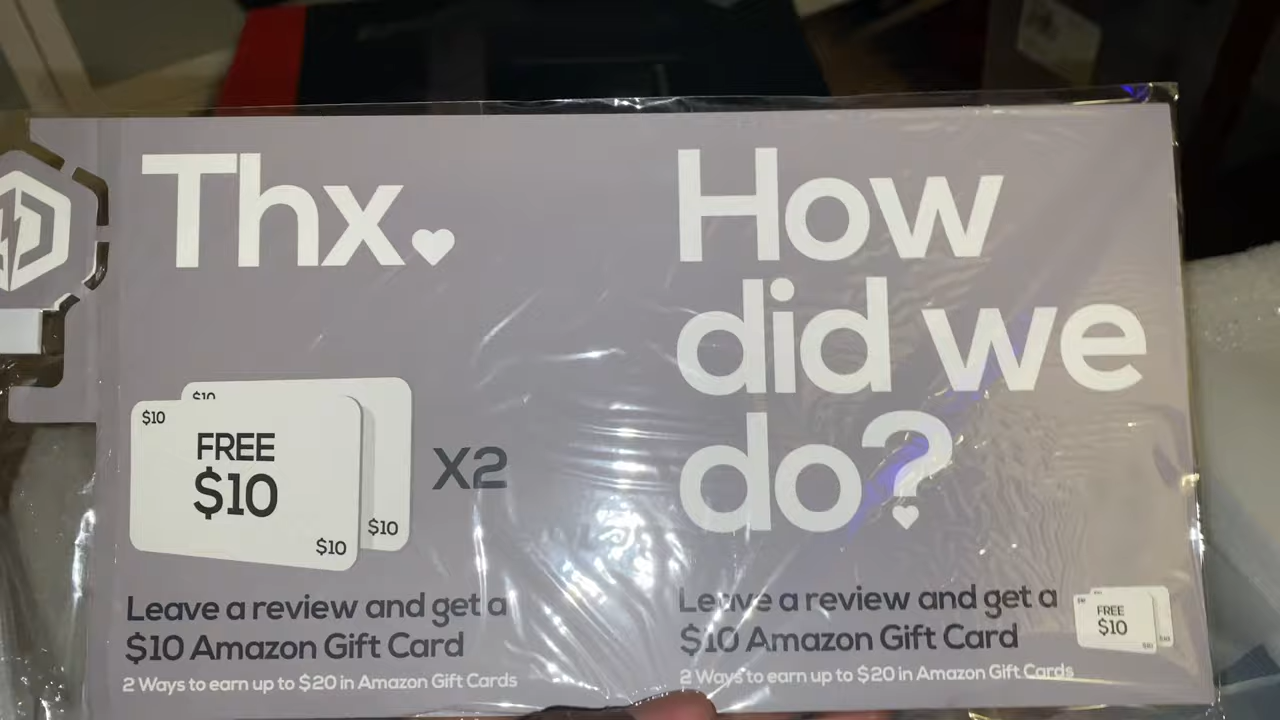 Thx.
$10
$10
FREE
$10
$10
$10
X2
Leave a review and get a
$10 Amazon Gift Card
2 Ways to earn up to $20 in Amazon Gift Cards
How
did we
do?
Leave a review and get a
$10 Amazon Gift Card
2 Ways to earn up to $20 in Amazon Gift Cards
FREE
$10